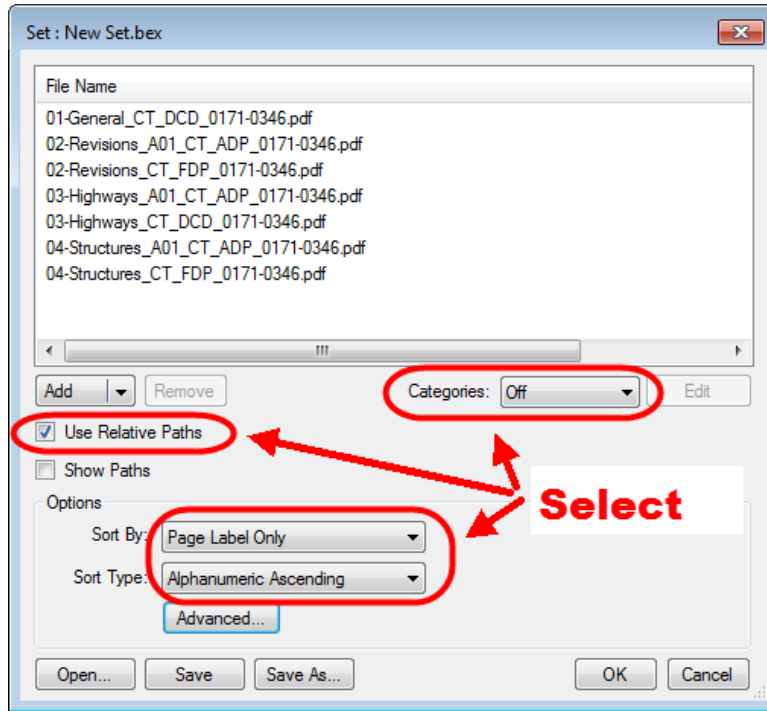 Set : New Set.bex
File Name
01-General_CT_DCD_0171-0346.pdf
02-Revisions_A01_CT_ADP_0171-0346.pdf
02-Revisions_CT_FDP_0171-0346.pdf
03-Highways_A01_CT_ADP_0171-0346.pdf
03-Highways_CT_DCD_0171-0346.pdf
04-Structures_A01_CT_ADP_0171-0346.pdf
04-Structures_CT_FDP_0171-0346.pdf
Add Remove Categories: Off Edit
Use Relative Paths
Show Paths
Select
Options
Sort By: Page Label Only
Sort Type: Alphanumeric Ascending
Advanced...
Open... Save Save As... OK Cancel